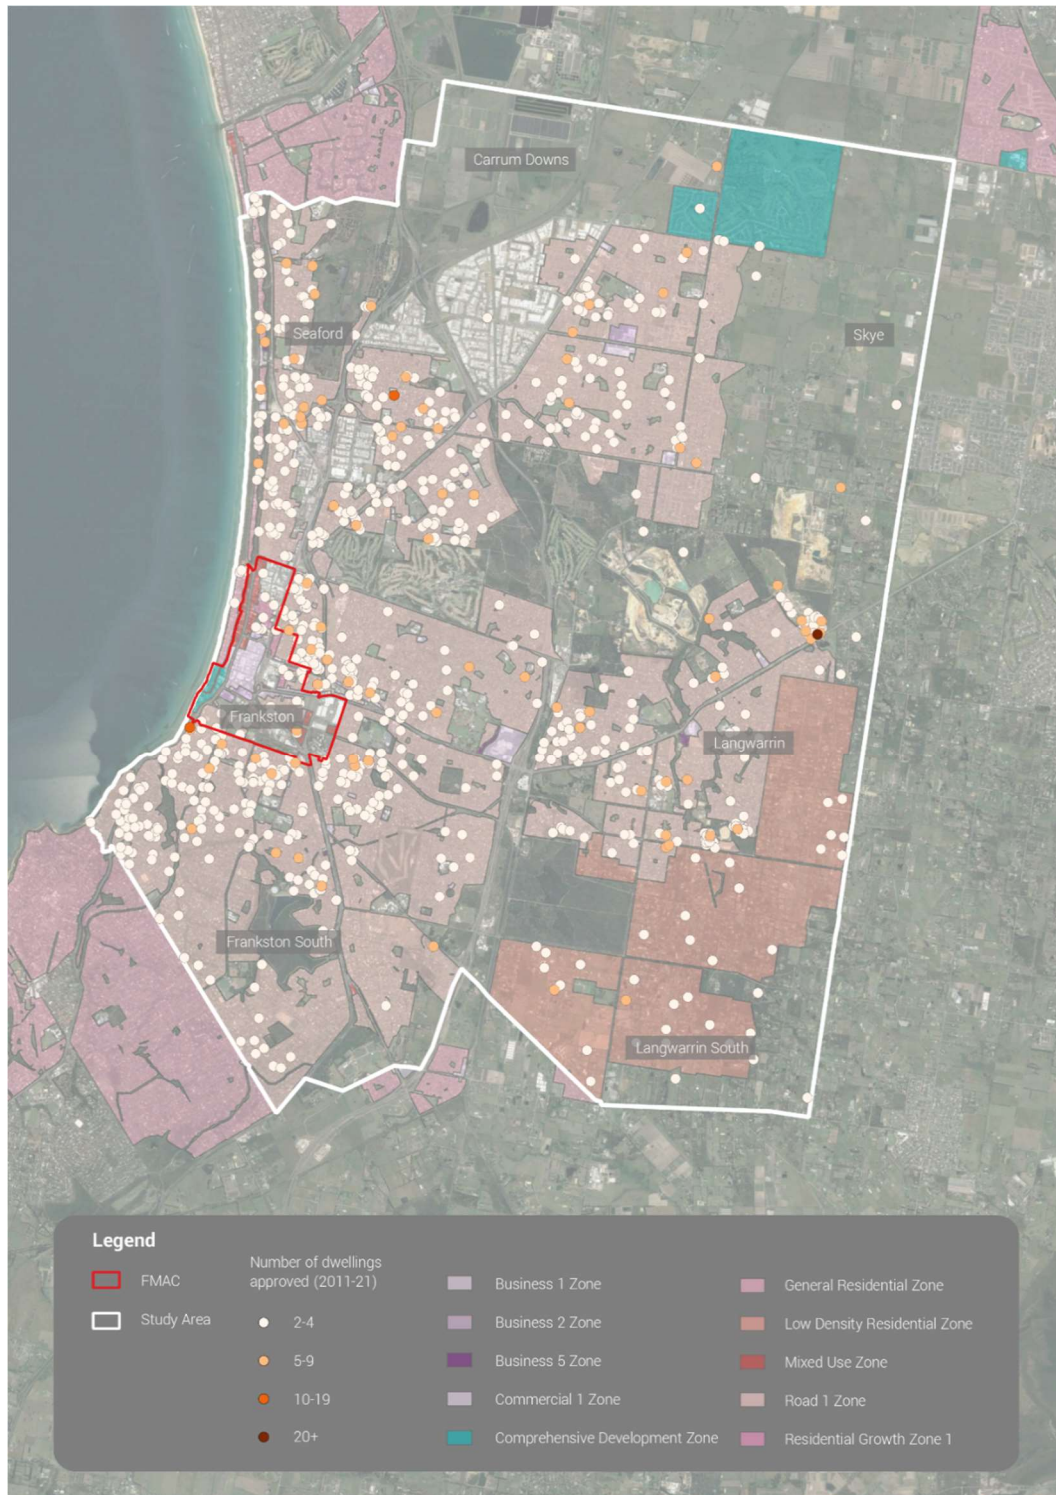 Carrum Downs
Seaford
Skye
Frankston
Langwarrin
Frankston South
Langwarrin South
Legend
FMAC
Study Area
Number of dwellings
approved (2011-21)
2-4
5-9
10-19
20+
Business 1 Zone
Business 2 Zone
Business 5 Zone
Commercial 1 Zone
Comprehensive Development Zone
General Residential Zone
Low Density Residential Zone
Mixed Use Zone
Road 1 Zone
Residential Growth Zone 1